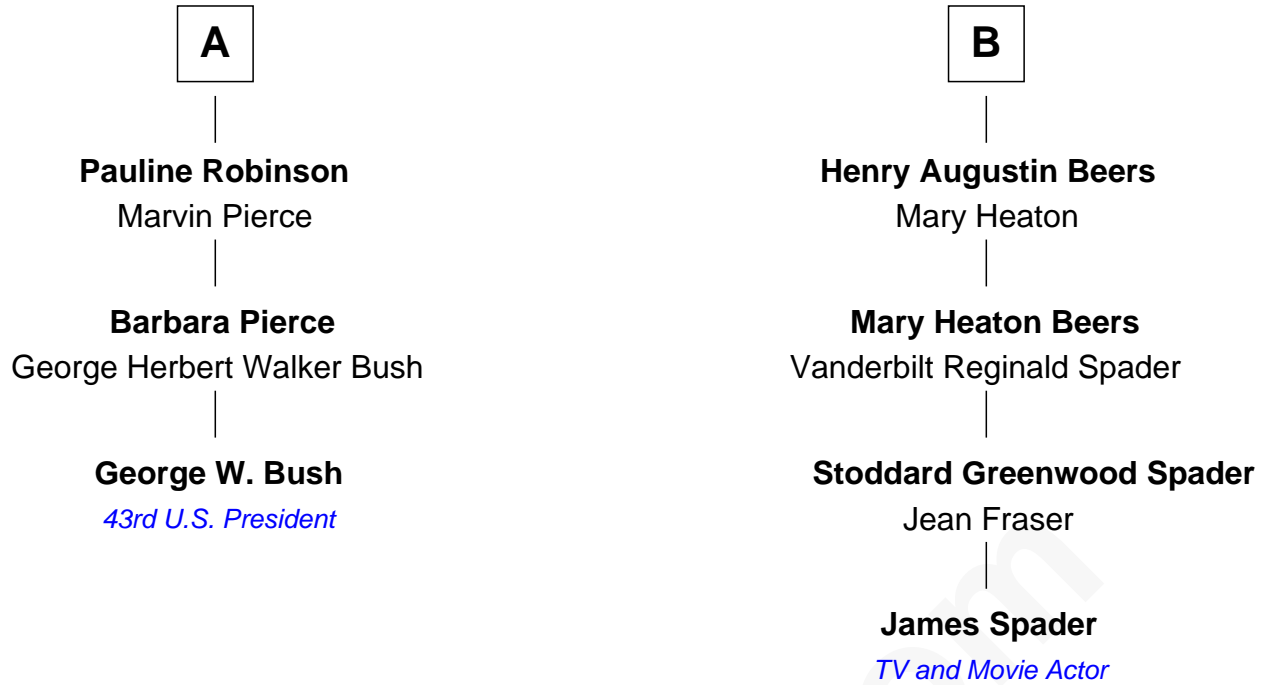 A
Pauline Robinson
Marvin Pierce
Barbara Pierce
George Herbert Walker Bush
George W. Bush
43rd U.S. President
B
Henry Augustin Beers
Mary Heaton
Mary Heaton Beers
Vanderbilt Reginald Spader
Stoddard Greenwood Spader
Jean Fraser
James Spader
TV and Movie Actor
om